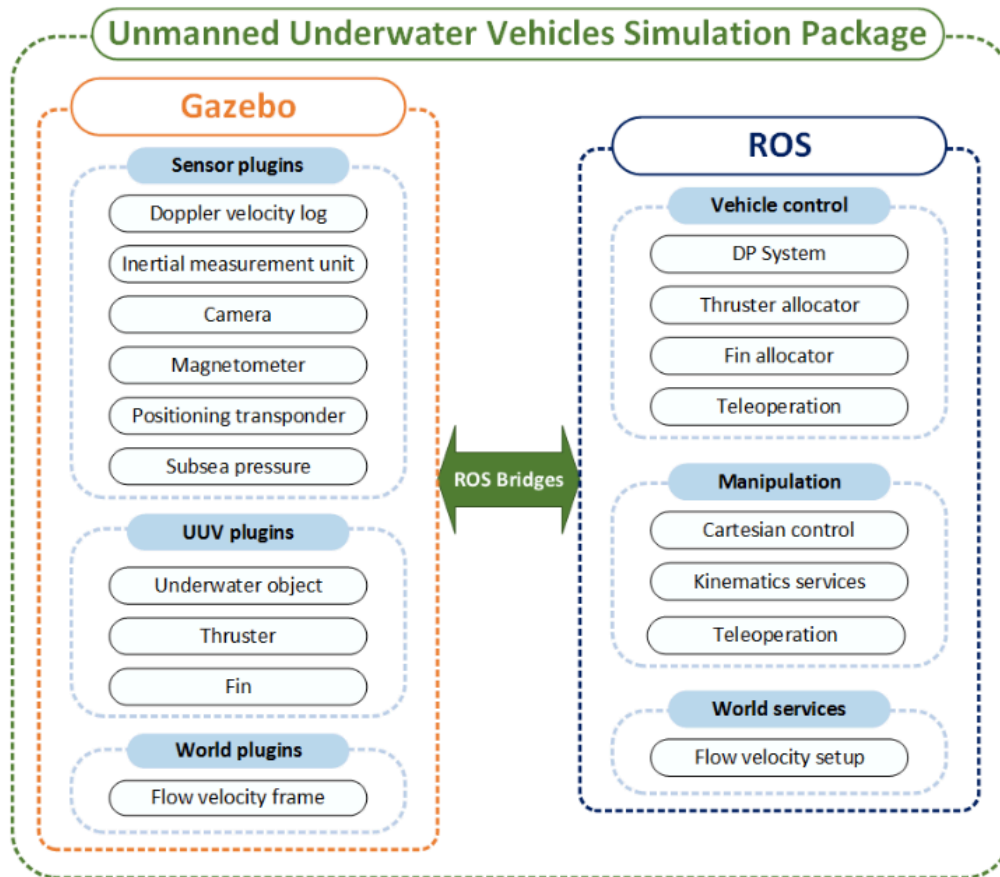 Unmanned Underwater Vehicles Simulation Package
Gazebo
Sensor plugins
Doppler velocity log
Inertial measurement unit
Camera
Magnetometer
Positioning transponder
Subsea pressure
UUV plugins
Underwater object
Thruster
Fin
World plugins
Flow velocity frame
ROS Bridges
ROS
Vehicle control
DP System
Thruster allocator
Fin allocator
Teleoperation
Manipulation
Cartesian control
Kinematics services
Teleoperation
World services
Flow velocity setup